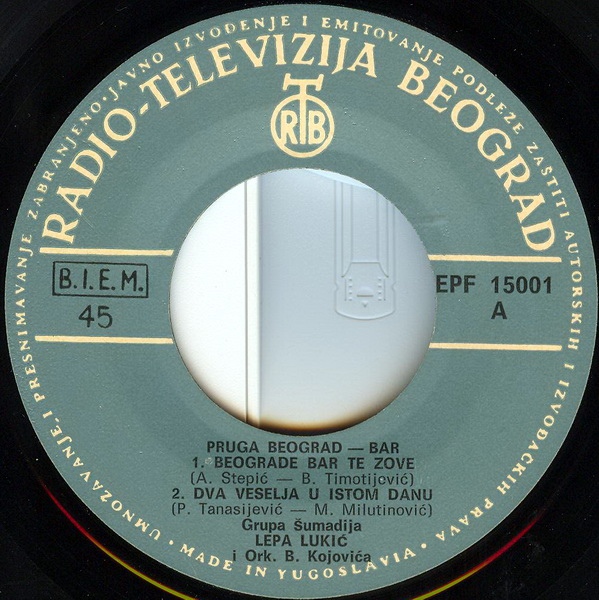 UMNOŽAVANJE, I PRESNIMAVANJE ZABRANJENO·JAVNO IZVOĐENJE I EMITOVANJE PODLEŽE ZAŠTITI AUTORSKIH I IZVOĐAČKIH PRAVA
RADIO-TELEVIZIJA BEOGRAD
RTB
B.I.E.M.
45
EPF 15001
A
PRUGA BEOGRAD — BAR
1. BEOGRADE BAR TE ZOVE
(A. Stepić — B. Timotijović)
2. DVA VESELJA U ISTOM DANU
(P. Tanasijević — M. Milutinović)
Grupa Šumadija
LEPA LUKIĆ
i Ork. B. Kojovića
· MADE IN YUGOSLAVIA ·